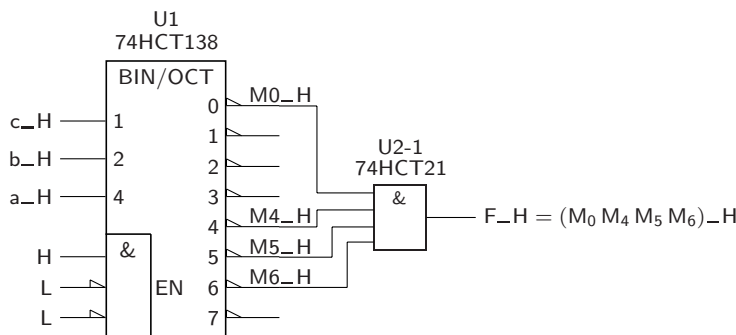 U1
74HCT138
BIN/OCT
c_H
b_H
a_H
H
L
L
1
2
4
&
EN
0
1
2
3
4
5
6
7
M0_H
M4_H
M5_H
M6_H
U2-1
74HCT21
&
F_H = (M₀ M₄ M₅ M₆)_H